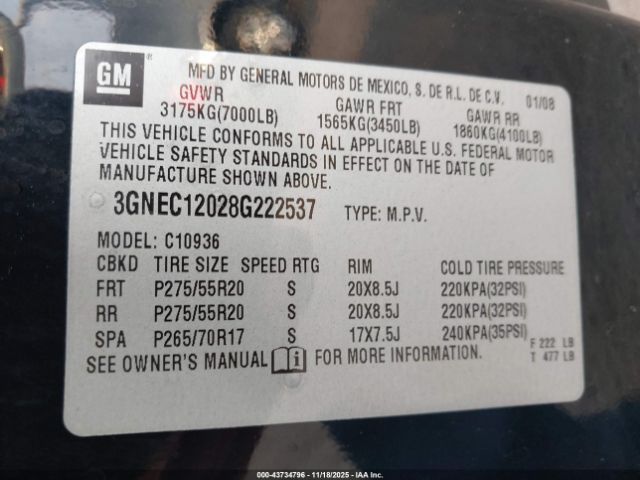 GM
MFD BY GENERAL MOTORS DE MEXICO, S. DE R.L. DE C.V. 01/08
GVWR GAWR FRT GAWR RR
3175KG(7000LB) 1565KG(3450LB) 1860KG(4100LB)
THIS VEHICLE CONFORMS TO ALL APPLICABLE U.S. FEDERAL MOTOR
VEHICLE SAFETY STANDARDS IN EFFECT ON THE DATE OF
MANUFACTURE SHOWN ABOVE.
3GNEC12028G222537 TYPE: M.P.V.
MODEL: C10936
CBKD TIRE SIZE SPEED RTG RIM COLD TIRE PRESSURE
FRT P275/55R20 S 20X8.5J 220KPA(32PSI)
RR P275/55R20 S 20X8.5J 220KPA(32PSI)
SPA P265/70R17 S 17X7.5J 240KPA(35PSI)
F 222 LB
SEE OWNER'S MANUAL i FOR MORE INFORMATION. T 477 LB
000-43734796 - 11/18/2025 - IAA Inc.